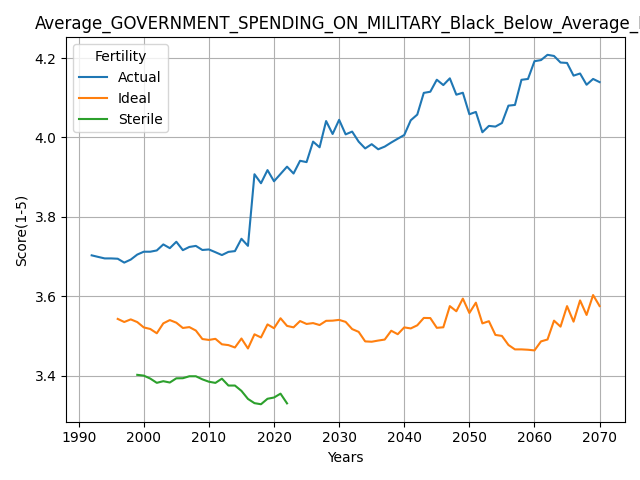 Average_GOVERNMENT_SPENDING_ON_MILITARY_Black_Below_Average_
Fertility
Actual
Ideal
Sterile
Score(1-5)
4.2
4.0
3.8
3.6
3.4
1990 2000 2010 2020 2030 2040 2050 2060 2070
Years